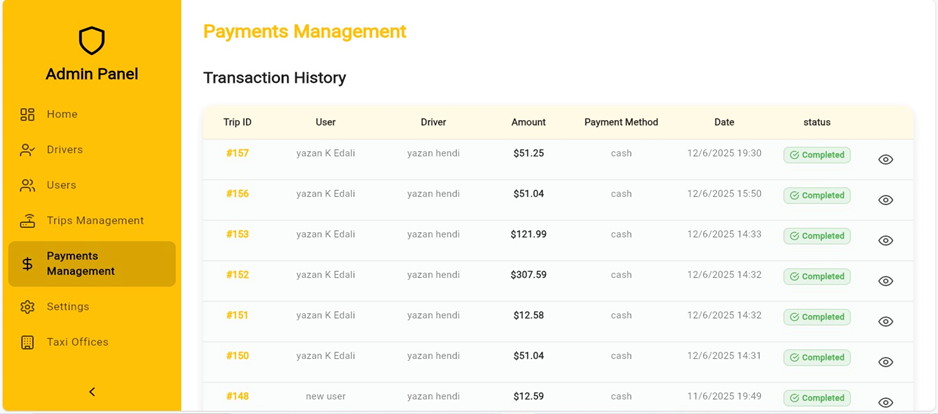 Payments Management
Admin Panel
Transaction History
Home
Drivers
Users
Trips Management
Payments
Management
Settings
Taxi Offices
Trip ID User Driver Amount Payment Method Date status
#157 yazan K Edali yazan hendi $51.25 cash 12/6/2025 19:30 Completed
#156 yazan K Edali yazan hendi $51.04 cash 12/6/2025 15:50 Completed
#153 yazan K Edali yazan hendi $121.99 cash 12/6/2025 14:33 Completed
#152 yazan K Edali yazan hendi $307.59 cash 12/6/2025 14:32 Completed
#151 yazan K Edali yazan hendi $12.58 cash 12/6/2025 14:32 Completed
#150 yazan K Edali yazan hendi $51.04 cash 12/6/2025 14:31 Completed
#148 new user yazan hendi $12.59 cash 11/6/2025 19:49 Completed